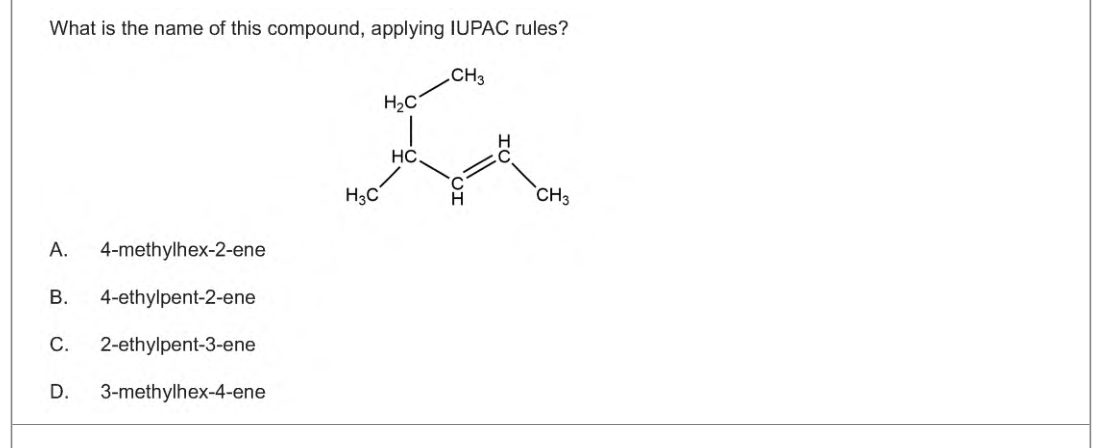 What is the name of this compound, applying IUPAC rules?
CH₃
H₂C
H
HC
C
H₃C
C
H
CH₃
A. 4-methylhex-2-ene
B. 4-ethylpent-2-ene
C. 2-ethylpent-3-ene
D. 3-methylhex-4-ene